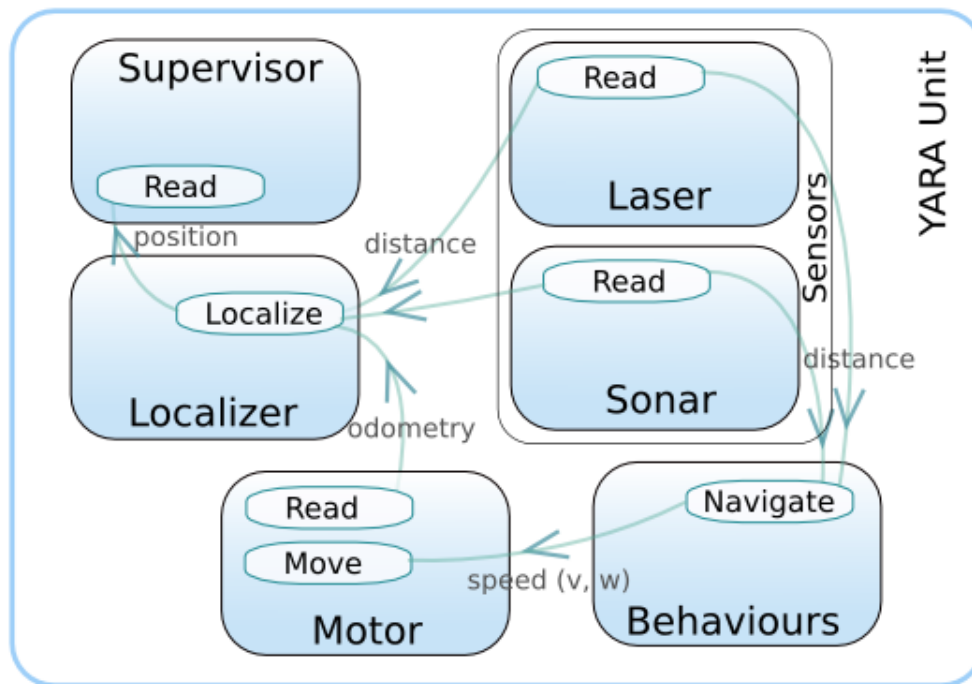 Supervisor
Read
position
Localize
Localizer
distance
odometry
Read
Laser
Read
Sonar
Sensors
YARA Unit
distance
Read
Move
Motor
speed (v, w)
Navigate
Behaviours